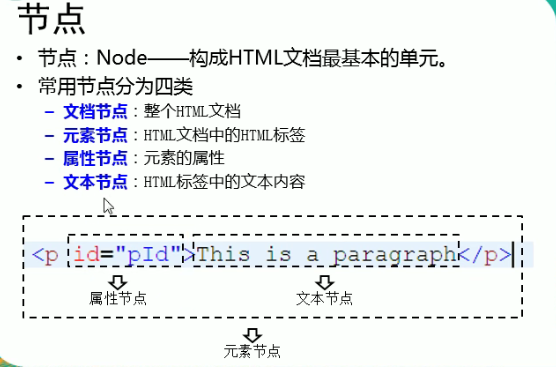 节点
• 节点：Node——构成HTML文档最基本的单元。
• 常用节点分为四类
– 文档节点：整个HTML文档
– 元素节点：HTML文档中的HTML标签
– 属性节点：元素的属性
– 文本节点：HTML标签中的文本内容
<p id="pId">This is a paragraph</p>
属性节点 文本节点
元素节点